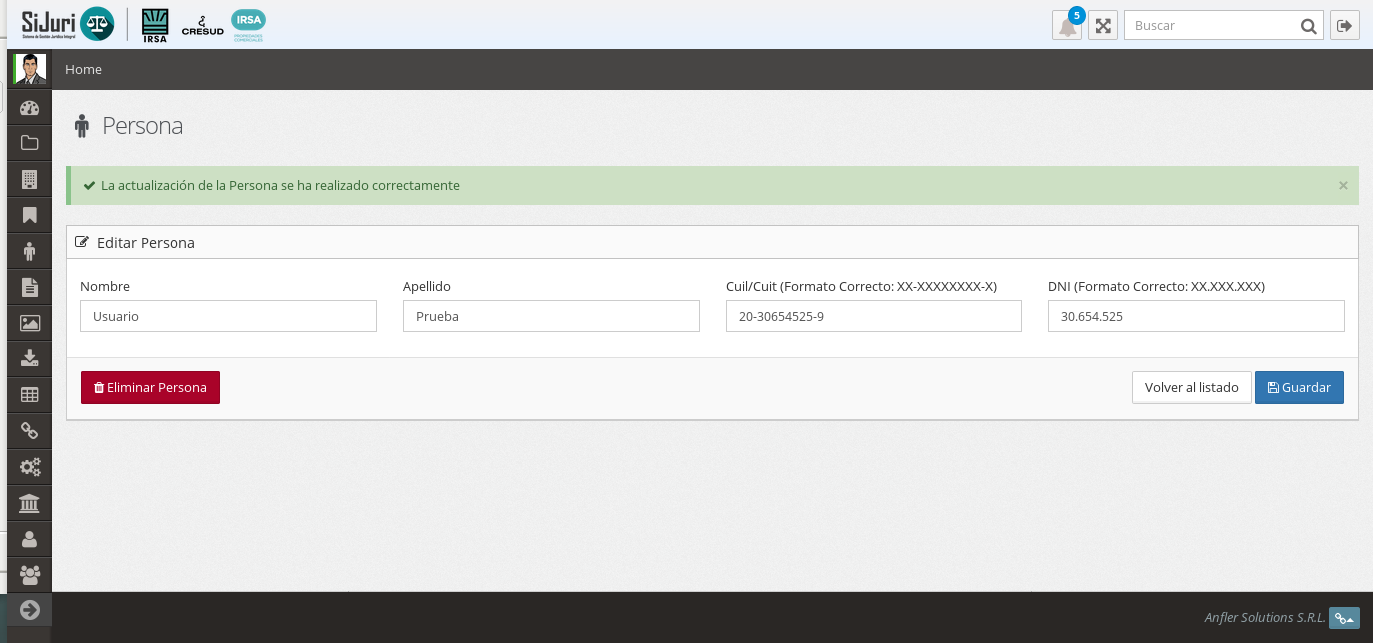 SiJuri
Sistema de Gestión Jurídica Integral
IRSA
CRESUD
IRSA
PROPIEDADES
COMERCIALES
5
Buscar
Home
Persona
La actualización de la Persona se ha realizado correctamente
×
Editar Persona
Nombre
Apellido
Cuil/Cuit (Formato Correcto: XX-XXXXXXXX-X)
DNI (Formato Correcto: XX.XXX.XXX)
Usuario
Prueba
20-30654525-9
30.654.525
Eliminar Persona
Volver al listado
Guardar
Anfler Solutions S.R.L.